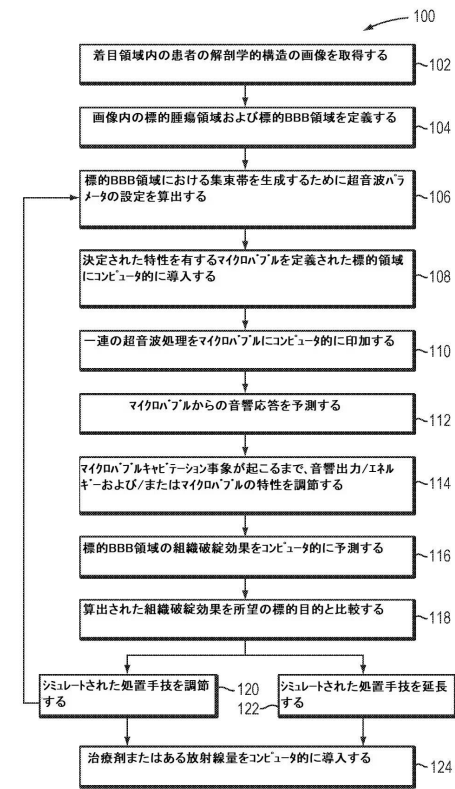 100
着目領域内の患者の解剖学的構造の画像を取得する
102
画像内の標的腫瘍領域および標的BBB領域を定義する
104
標的BBB領域における集束帯を生成するために超音波ﾊﾟﾗ
ﾒｰﾀの設定を算出する
106
決定された特性を有するﾏｲｸﾛﾊﾞﾌﾞﾙを定義された標的領域
にｺﾝﾋﾟｭｰﾀ的に導入する
108
一連の超音波処理をﾏｲｸﾛﾊﾞﾌﾞﾙにｺﾝﾋﾟｭｰﾀ的に印加する
110
ﾏｲｸﾛﾊﾞﾌﾞﾙからの音響応答を予測する
112
ﾏｲｸﾛﾊﾞﾌﾞﾙｷｬﾋﾞﾃｰｼｮﾝ事象が起こるまで、音響出力/ｴﾈﾙ
ｷﾞｰおよび/またはﾏｲｸﾛﾊﾞﾌﾞﾙの特性を調節する
114
標的BBB領域の組織破綻効果をｺﾝﾋﾟｭｰﾀ的に予測する
116
算出された組織破綻効果を所望の標的目的と比較する
118
ｼﾐｭﾚｰﾄされた処置手技を調節
する
120
ｼﾐｭﾚｰﾄされた処置手技を延長
する
122
治療剤またはある放射線量をｺﾝﾋﾟｭｰﾀ的に導入する
124